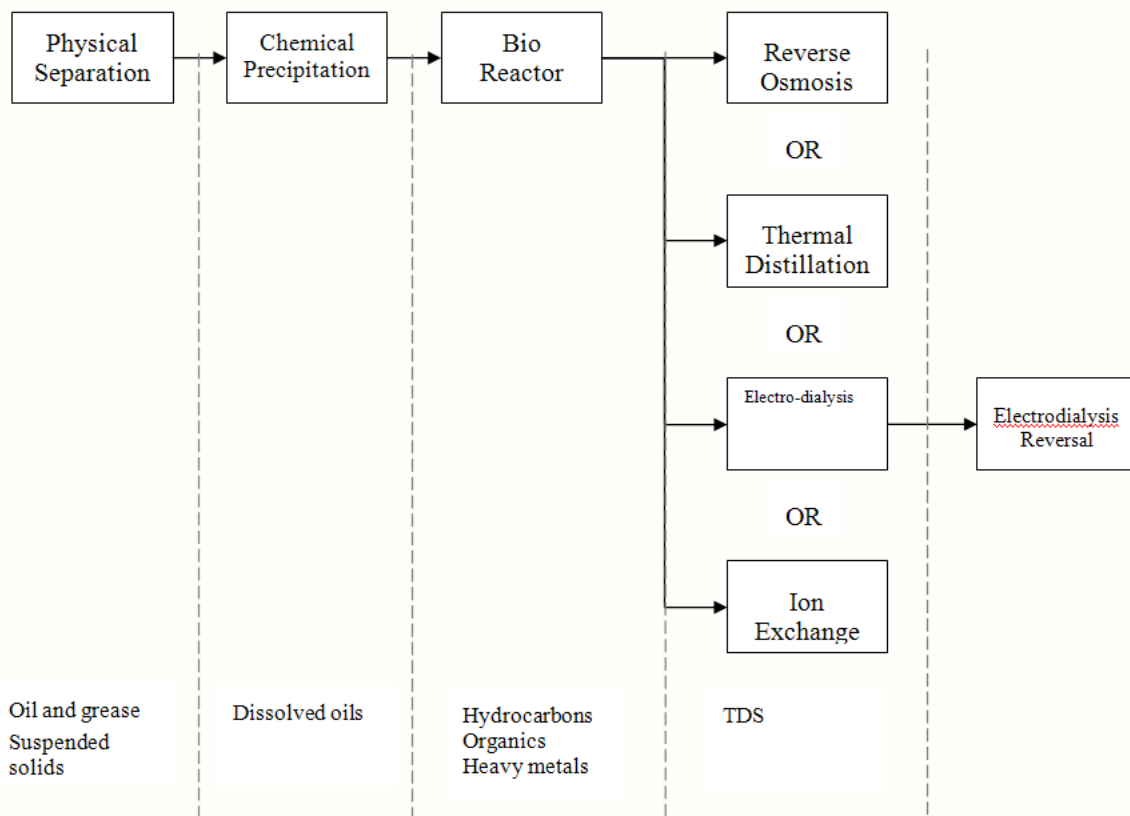 Physical
Separation
Chemical
Precipitation
Bio
Reactor
Reverse
Osmosis
OR
Thermal
Distillation
OR
Electro-dialysis
Electrodialysis
Reversal
OR
Ion
Exchange
Oil and grease
Suspended
solids
Dissolved oils
Hydrocarbons
Organics
Heavy metals
TDS